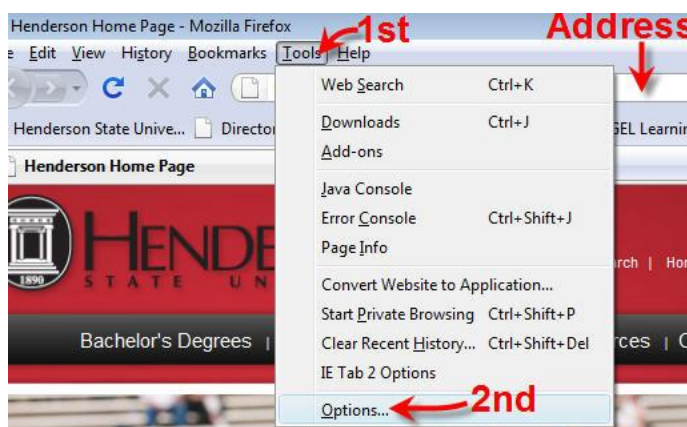 Henderson Home Page - Mozilla Firefox
1st
Address
Edit View History Bookmarks Tools Help
Henderson State Unive...
Henderson Home Page
Web Search Ctrl+K
Downloads Ctrl+J
Add-ons
Java Console
Error Console Ctrl+Shift+J
Page Info
Convert Website to Application...
Start Private Browsing Ctrl+Shift+P
Clear Recent History... Ctrl+Shift+Del
IE Tab 2 Options
Options...
2nd
1890
STATE
Bachelor's Degrees |